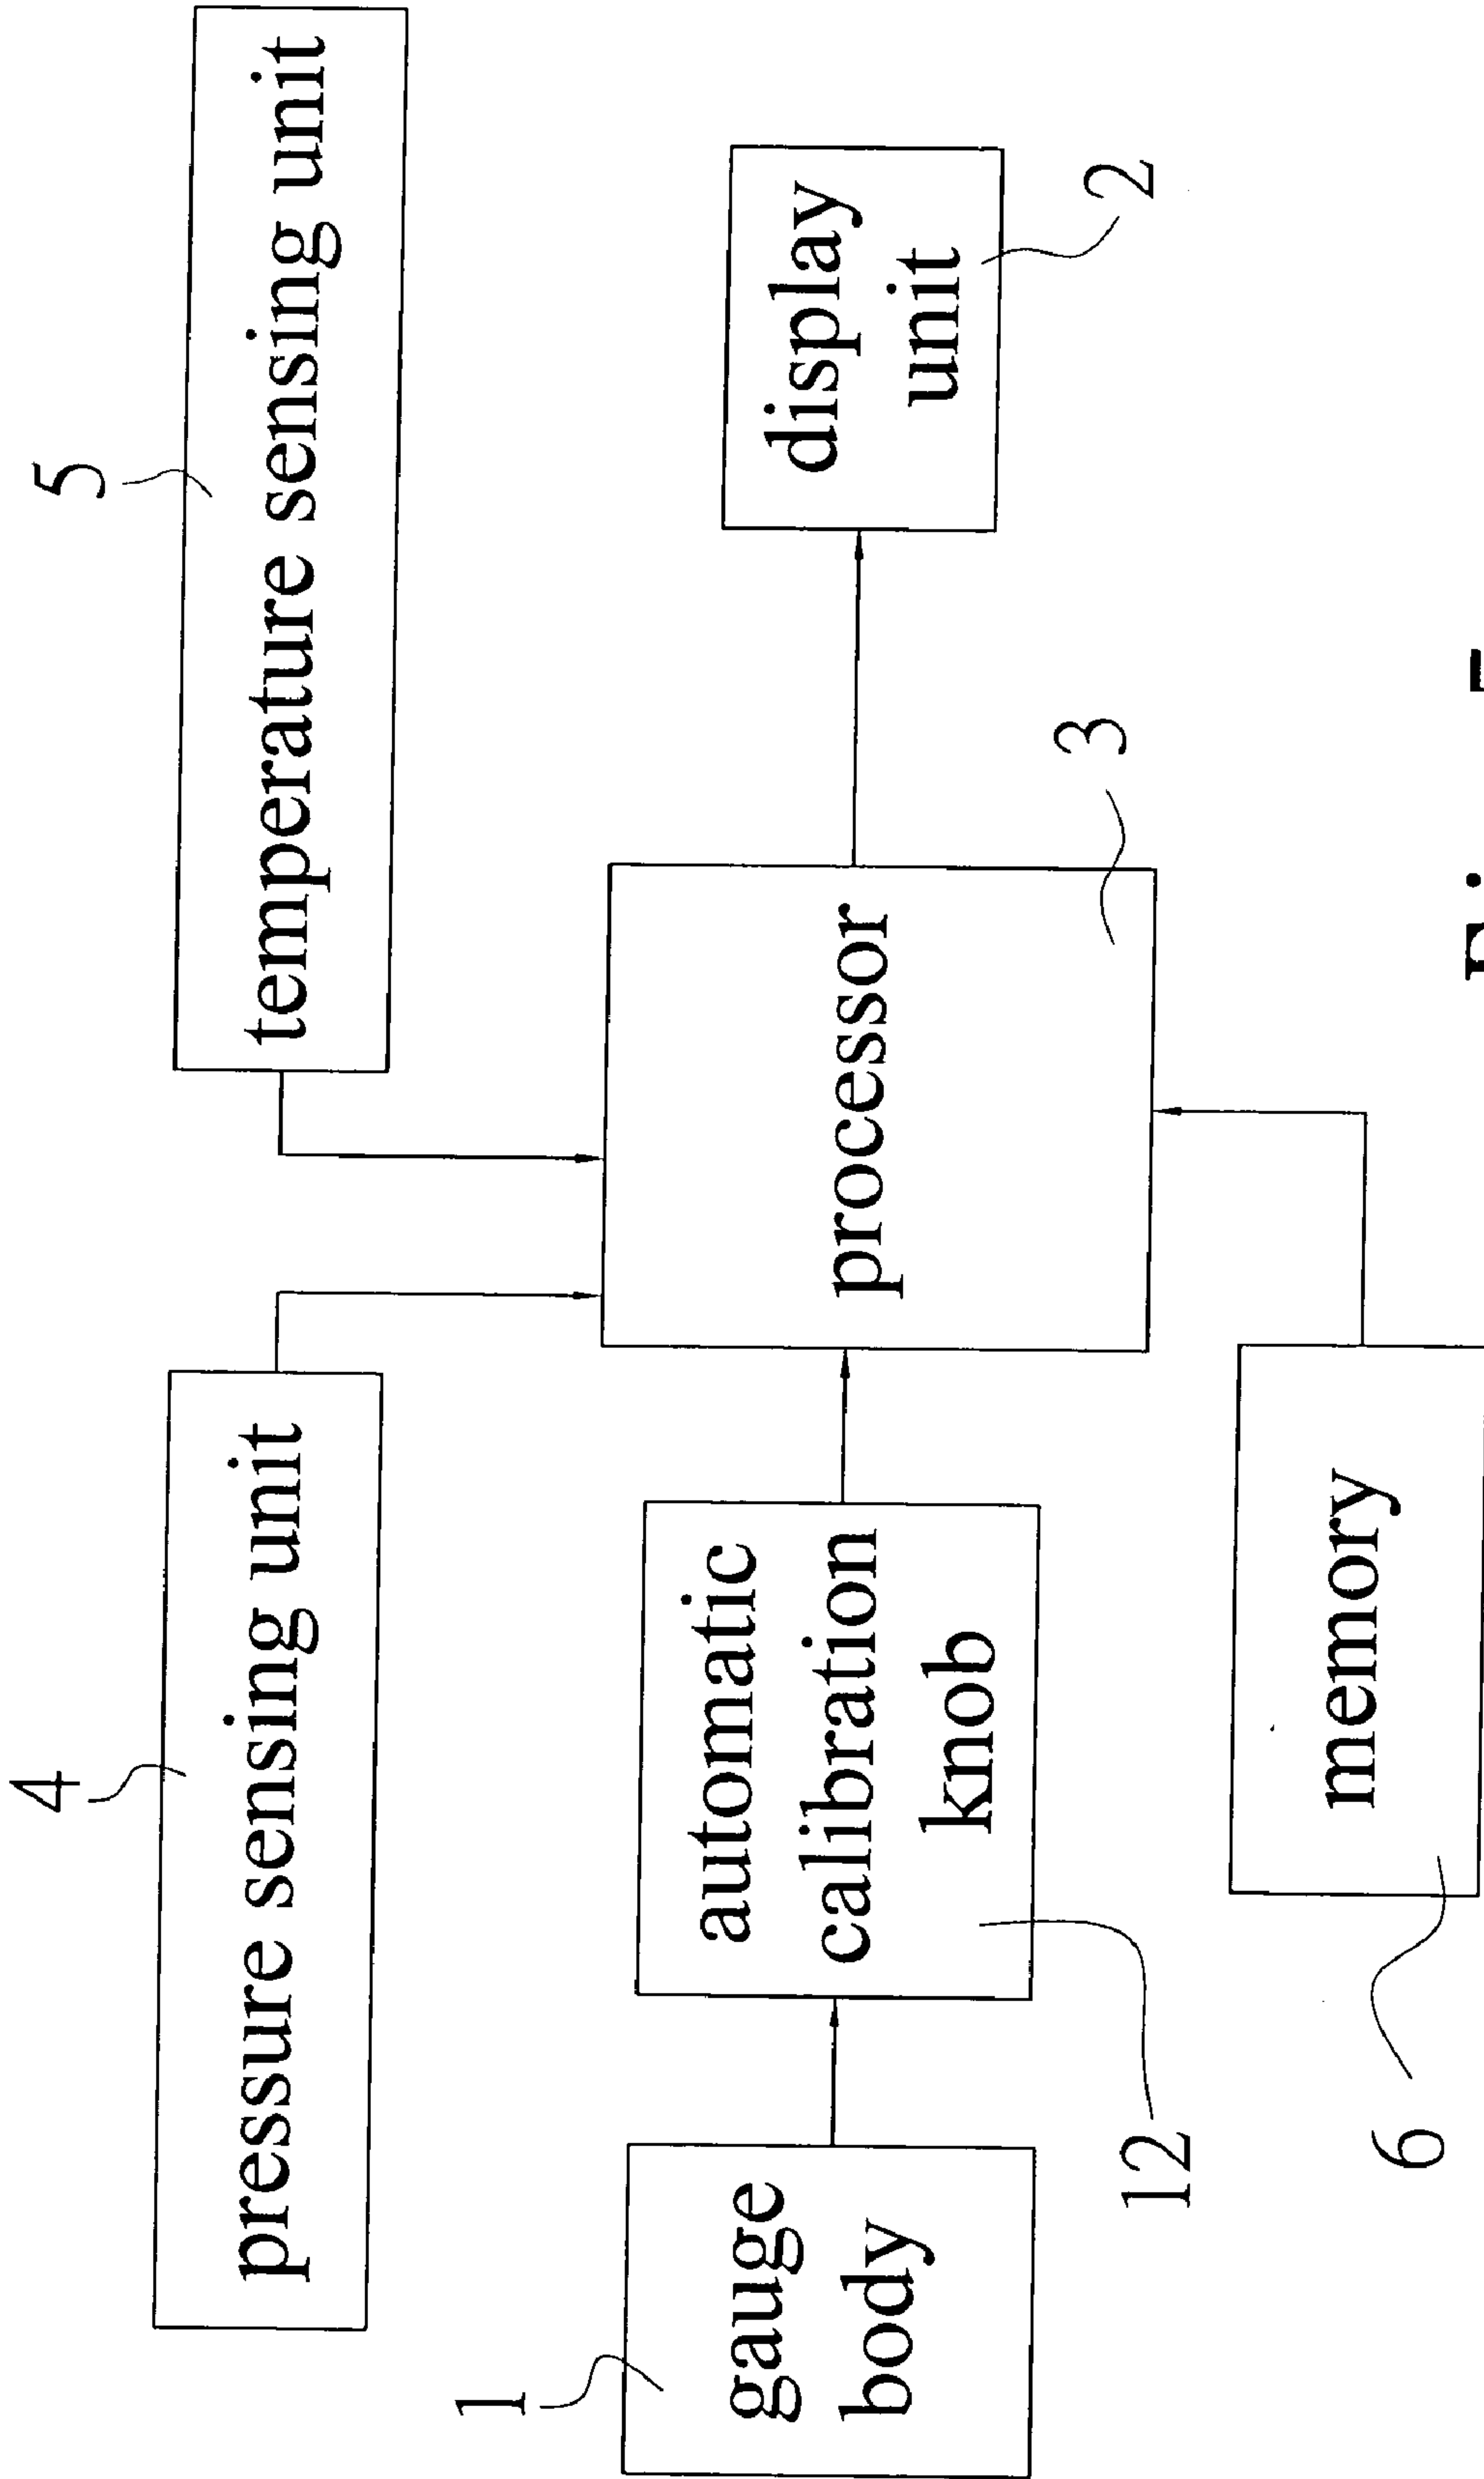 4
pressure sensing unit
5
temperature sensing unit
1
gauge
body
automatic
calibration
knob
12
processor
3
display
unit
2
memory
6